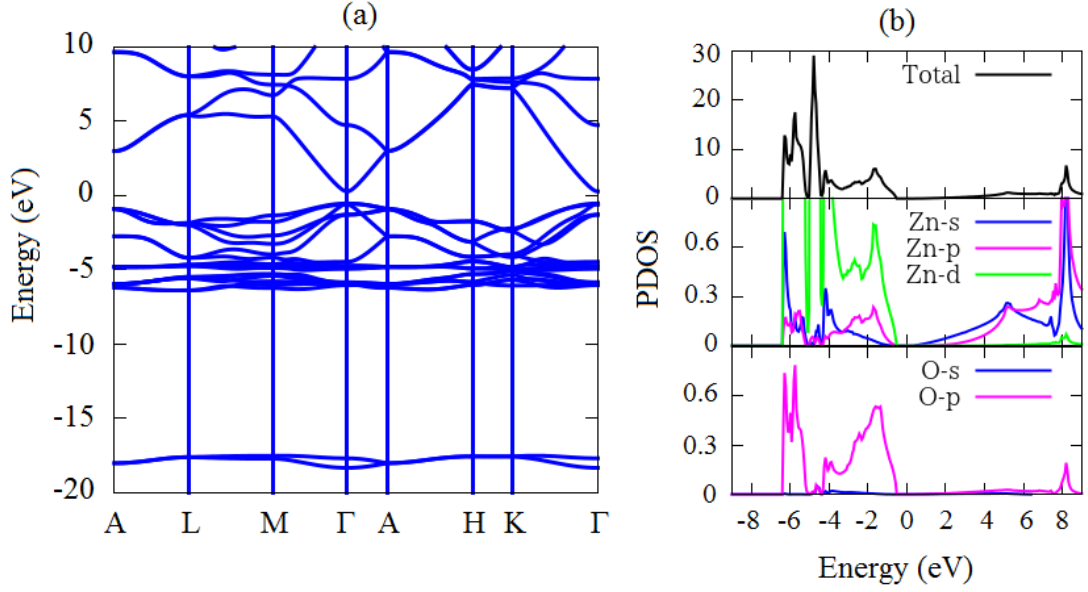 (a)
10
5
0
-5
-10
-15
-20
Energy (eV)
A L M Γ A H K Γ
(b)
30
20
10
0
Total
0.6
0.3
0
Zn-s
Zn-p
Zn-d
PDOS
0.6
0.3
0
O-s
O-p
-8 -6 -4 -2 0 2 4 6 8
Energy (eV)